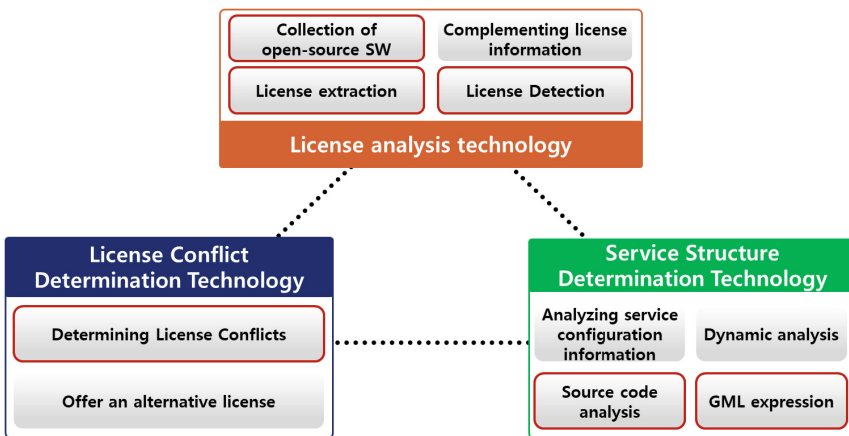 Collection of
open-source SW
Complementing license
information
License extraction
License Detection
License analysis technology
License Conflict
Determination Technology
Determining License Conflicts
Offer an alternative license
Service Structure
Determination Technology
Analyzing service
configuration
information
Dynamic analysis
Source code
analysis
GML expression